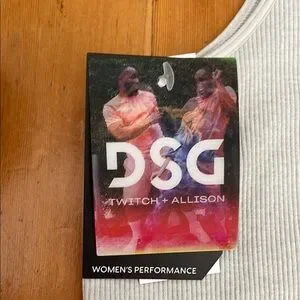 DSG
TWITCH + ALLISON
WOMEN'S PERFORMANCE